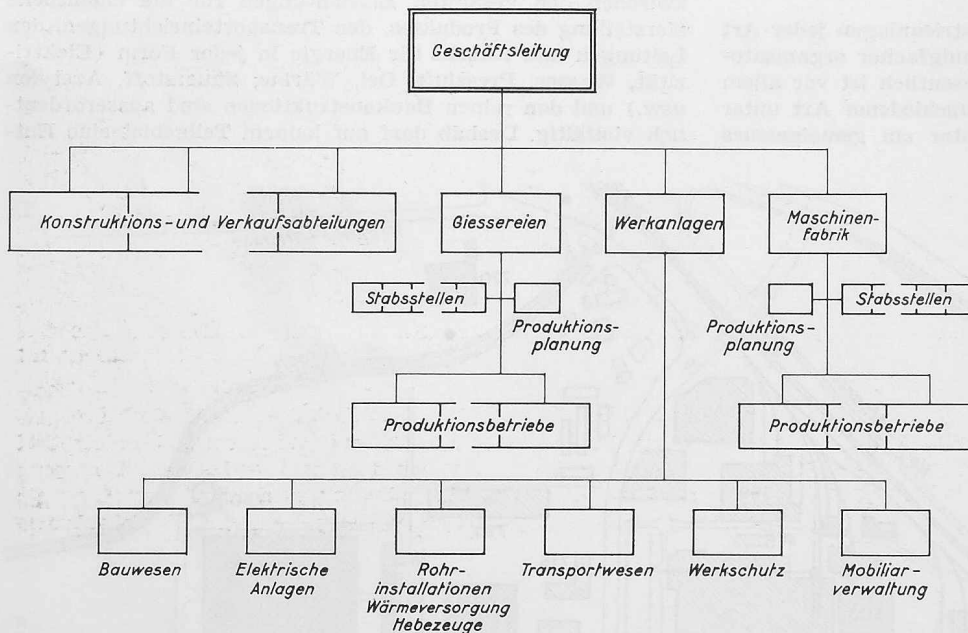 Geschäftsleitung
Konstruktions- und Verkaufsabteilungen
Giessereien
Werkanlagen
Maschinen-
fabrik
Stabsstellen
Produktions-
planung
Produktions-
planung
Stabsstellen
Produktionsbetriebe
Produktionsbetriebe
Bauwesen
Elektrische
Anlagen
Rohr-
installationen
Wärmeversorgung
Hebezeuge
Transportwesen
Werkschutz
Mobiliar-
verwaltung